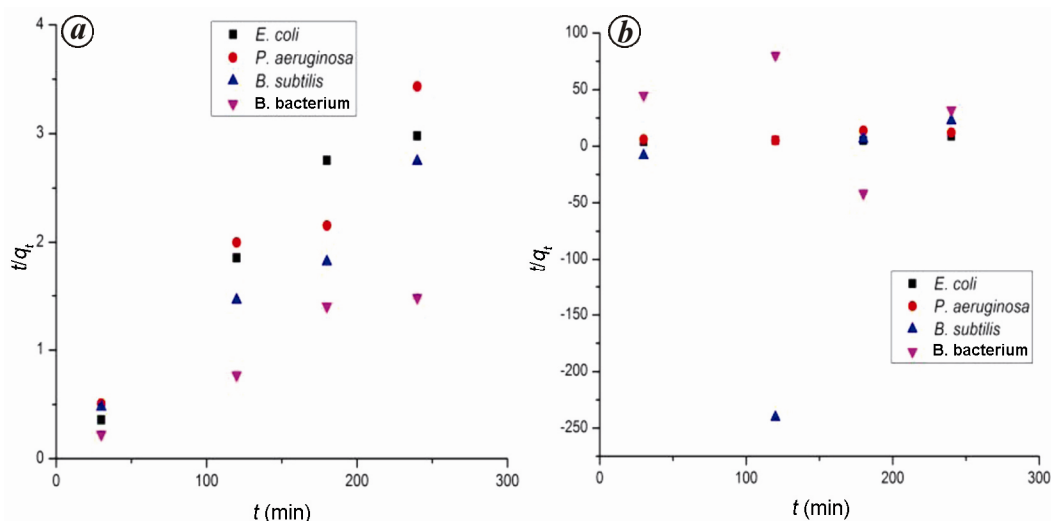 a
E. coli
P. aeruginosa
B. subtilis
B. bacterium
4
3
2
1
0
t/qt
0 100 200 300
t (min)
b
100
50
0
-50
-100
-150
-200
-250
t/qt
E. coli
P. aeruginosa
B. subtilis
B. bacterium
0 100 200 300
t (min)